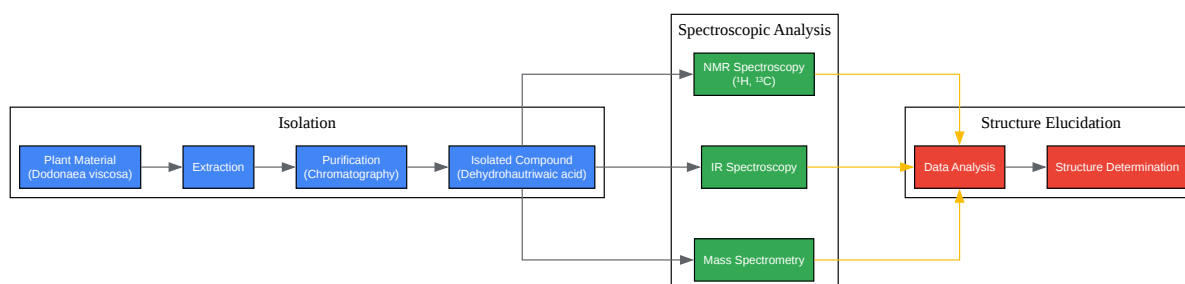 Isolation
Plant Material
(Dodonaea viscosa)
Extraction
Purification
(Chromatography)
Isolated Compound
(Dehydrohautriwaic acid)
Spectroscopic Analysis
NMR Spectroscopy
(¹H, ¹³C)
IR Spectroscopy
Mass Spectrometry
Structure Elucidation
Data Analysis
Structure Determination